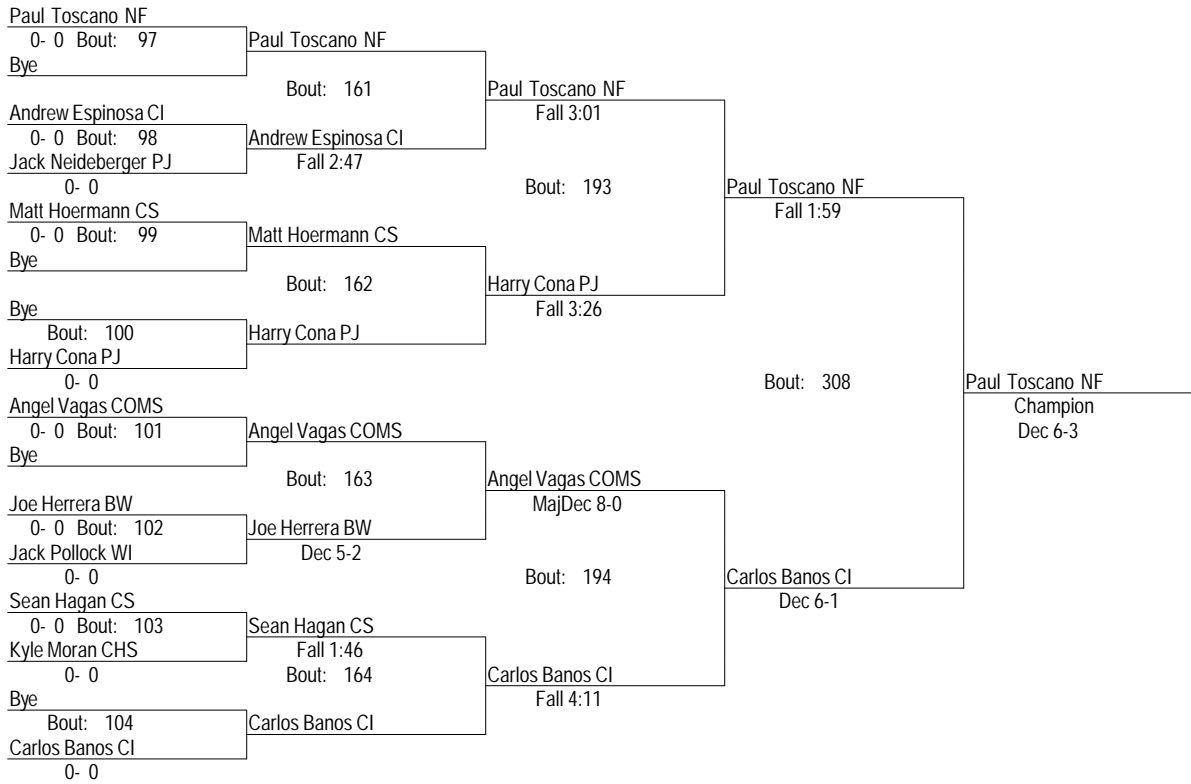 Paul Toscano NF
0- 0 Bout: 97 Paul Toscano NF
Bye
Bout: 161 Paul Toscano NF
Andrew Espinosa CI Fall 3:01
0- 0 Bout: 98 Andrew Espinosa CI
Jack Neideberger PJ Fall 2:47
0- 0 Bout: 193 Paul Toscano NF
Matt Hoermann CS Fall 1:59
0- 0 Bout: 99 Matt Hoermann CS
Bye
Bout: 162 Harry Cona PJ
Bye Fall 3:26
Bout: 100 Harry Cona PJ
Harry Cona PJ
0- 0 Bout: 308 Paul Toscano NF
Angel Vagas COMS Champion
0- 0 Bout: 101 Angel Vagas COMS Dec 6-3
Bye
Bout: 163 Angel Vagas COMS
Joe Herrera BW MajDec 8-0
0- 0 Bout: 102 Joe Herrera BW
Jack Pollock WI Dec 5-2
0- 0 Bout: 194 Carlos Banos CI
Sean Hagan CS Dec 6-1
0- 0 Bout: 103 Sean Hagan CS
Kyle Moran CHS Fall 1:46
0- 0 Bout: 164 Carlos Banos CI
Bye Fall 4:11
Bout: 104 Carlos Banos CI
Carlos Banos CI
0- 0